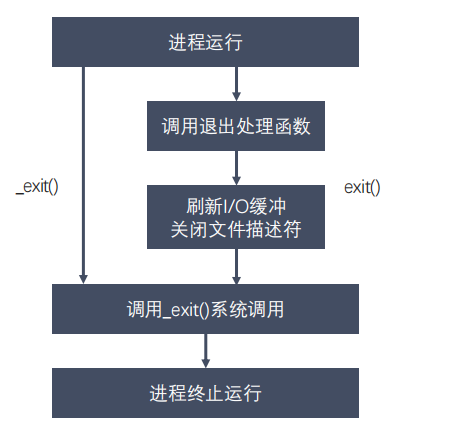 进程运行
调用退出处理函数
_exit()
刷新I/O缓冲
关闭文件描述符
exit()
调用_exit()系统调用
进程终止运行